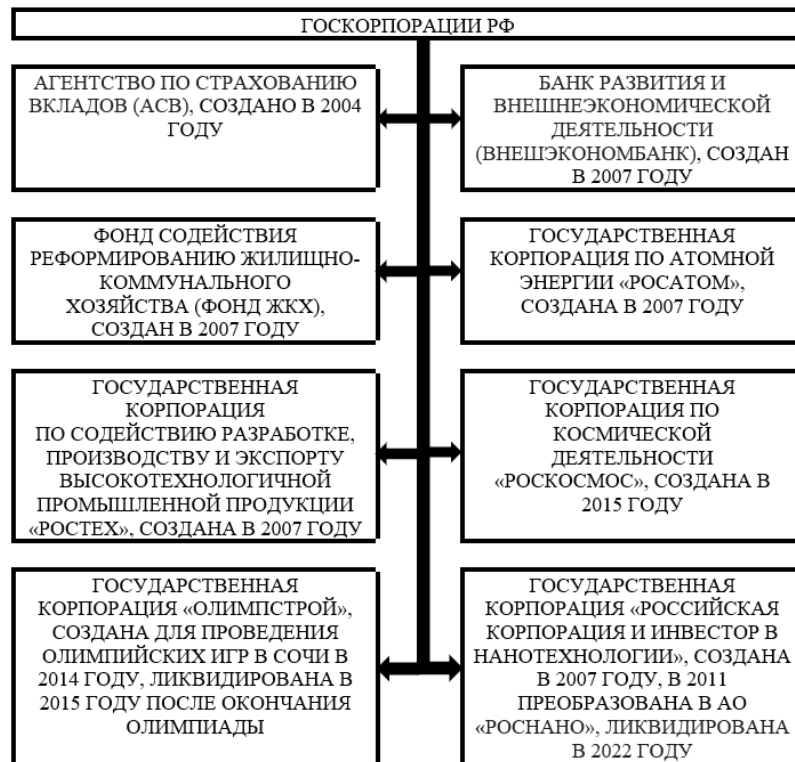 ГОСКОРПОРАЦИИ РФ
АГЕНТСТВО ПО СТРАХОВАНИЮ
ВКЛАДОВ (АСВ), СОЗДАНО В 2004
ГОДУ
БАНК РАЗВИТИЯ И
ВНЕШНЕЭКОНОМИЧЕСКОЙ
ДЕЯТЕЛЬНОСТИ
(ВНЕШЭКОНОМБАНК), СОЗДАН
В 2007 ГОДУ
ФОНД СОДЕЙСТВИЯ
РЕФОРМИРОВАНИЮ ЖИЛИЩНО-
КОММУНАЛЬНОГО
ХОЗЯЙСТВА (ФОНД ЖКХ),
СОЗДАН В 2007 ГОДУ
ГОСУДАРСТВЕННАЯ
КОРПОРАЦИЯ ПО АТОМНОЙ
ЭНЕРГИИ «РОСАТОМ»,
СОЗДАНА В 2007 ГОДУ
ГОСУДАРСТВЕННАЯ
КОРПОРАЦИЯ
ПО СОДЕЙСТВИЮ РАЗРАБОТКЕ,
ПРОИЗВОДСТВУ И ЭКСПОРТУ
ВЫСОКОТЕХНОЛОГИЧНОЙ
ПРОМЫШЛЕННОЙ ПРОДУКЦИИ
«РОСТЕХ», СОЗДАНА В 2007 ГОДУ
ГОСУДАРСТВЕННАЯ
КОРПОРАЦИЯ ПО
КОСМИЧЕСКОЙ
ДЕЯТЕЛЬНОСТИ
«РОСКОСМОС», СОЗДАНА В
2015 ГОДУ
ГОСУДАРСТВЕННАЯ
КОРПОРАЦИЯ «ОЛИМПСТРОЙ»,
СОЗДАНА ДЛЯ ПРОВЕДЕНИЯ
ОЛИМПИЙСКИХ ИГР В СОЧИ В
2014 ГОДУ, ЛИКВИДИРОВАНА В
2015 ГОДУ ПОСЛЕ ОКОНЧАНИЯ
ОЛИМПИАДЫ
ГОСУДАРСТВЕННАЯ
КОРПОРАЦИЯ «РОССИЙСКАЯ
КОРПОРАЦИЯ И ИНВЕСТОР В
НАНОТЕХНОЛОГИИ», СОЗДАНА
В 2007 ГОДУ, В 2011
ПРЕОБРАЗОВАНА В АО
«РОСНАНО», ЛИКВИДИРОВАНА
В 2022 ГОДУ